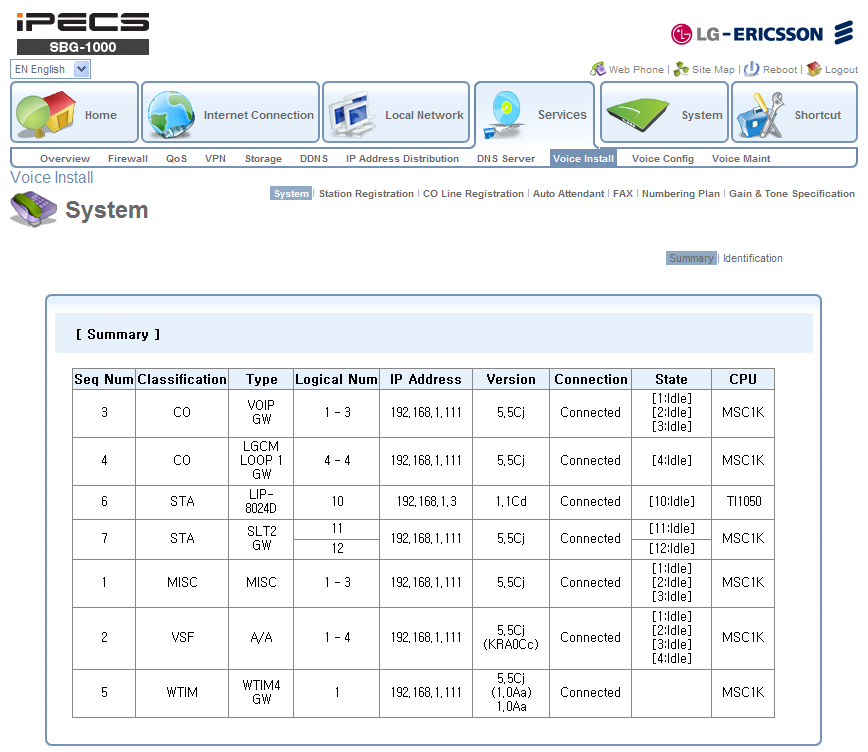 iPECS
SBG-1000
LG-ERICSSON
EN English
Web Phone | Site Map | Reboot | Logout
Home
Internet Connection
Local Network
Services
System
Shortcut
Overview Firewall QoS VPN Storage DDNS IP Address Distribution DNS Server Voice Install Voice Config Voice Maint
Voice Install
System
System | Station Registration | CO Line Registration | Auto Attendant | FAX | Numbering Plan | Gain & Tone Specification
Summary | Identification
[ Summary ]
Seq Num Classification Type Logical Num IP Address Version Connection State CPU
3 CO VOIP GW 1 - 3 192.168.1.111 5.5Cj Connected [1:Idle] [2:Idle] [3:Idle] MSC1K
4 CO LGCM LOOP 1 GW 4 - 4 192.168.1.111 5.5Cj Connected [4:Idle] MSC1K
6 STA LIP-8024D 10 192.168.1.3 1.1Cd Connected [10:Idle] TI1050
7 STA SLT2 GW 11 12 192.168.1.111 5.5Cj Connected [11:Idle] [12:Idle] MSC1K
1 MISC MISC 1 - 3 192.168.1.111 5.5Cj Connected [1:Idle] [2:Idle] [3:Idle] MSC1K
2 VSF A/A 1 - 4 192.168.1.111 5.5Cj (KRA0Cc) Connected [1:Idle] [2:Idle] [3:Idle] [4:Idle] MSC1K
5 WTIM WTIM4 GW 1 192.168.1.111 5.5Cj (1.0Aa) 1.0Aa Connected MSC1K